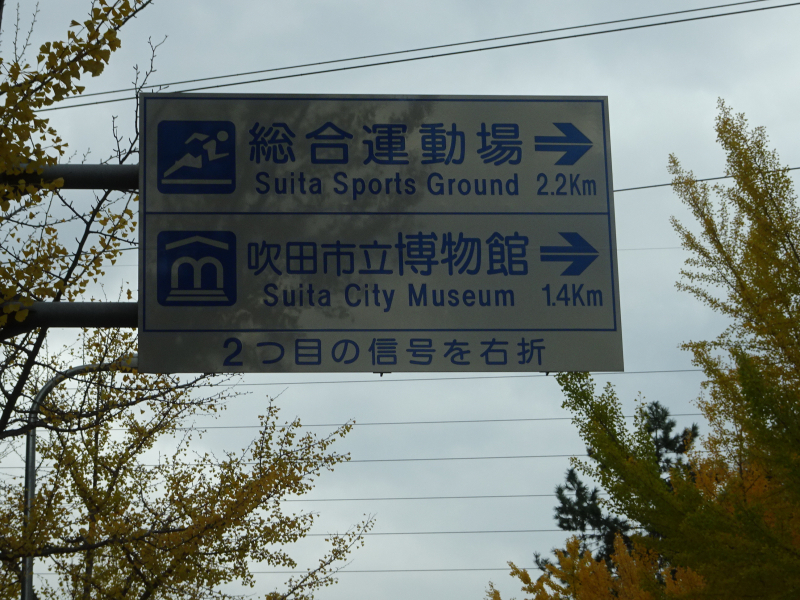 総合運動場
Suita Sports Ground 2.2Km
吹田市立博物館
Suita City Museum 1.4Km
2つ目の信号を右折